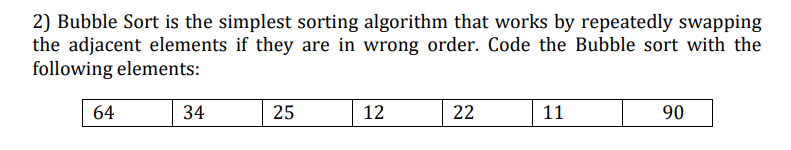 2) Bubble Sort is the simplest sorting algorithm that works by repeatedly swapping
the adjacent elements if they are in wrong order. Code the Bubble sort with the
following elements:
64 34 25 12 22 11 90